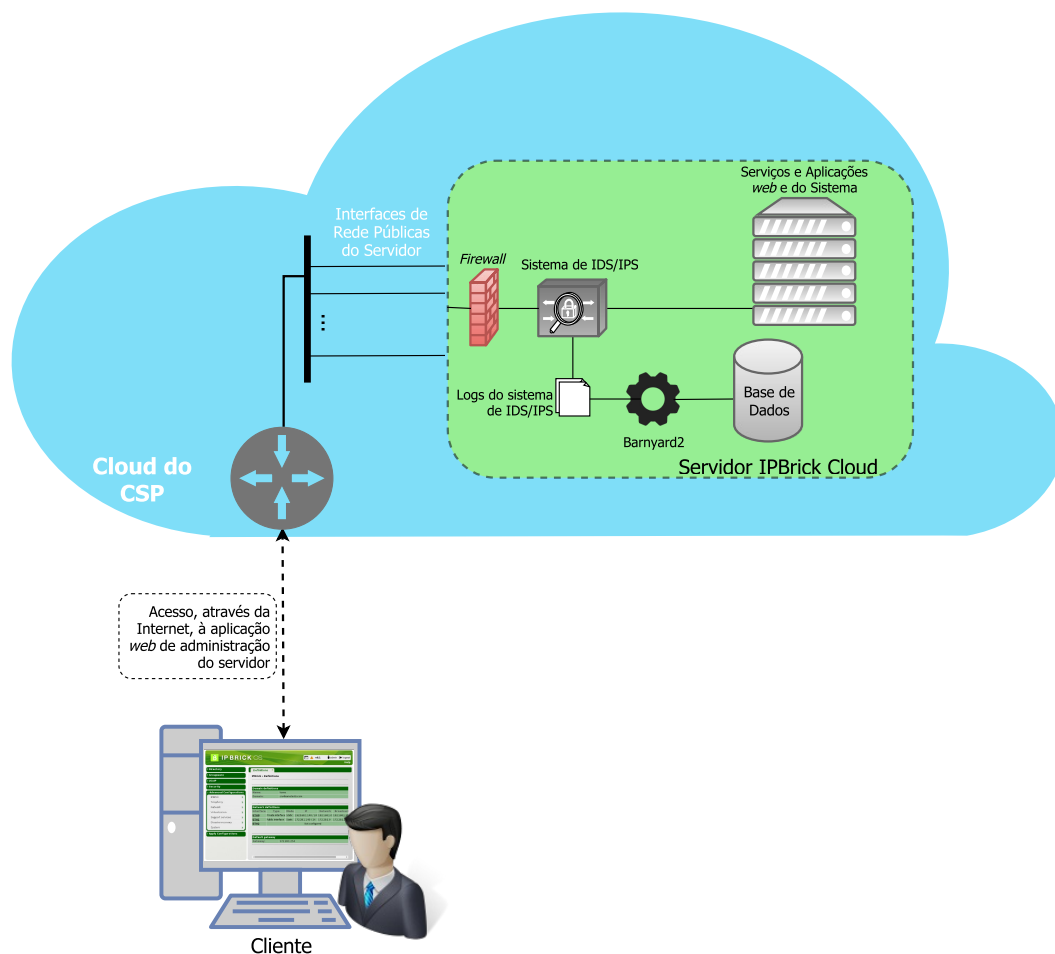 Serviços e Aplicações
web e do Sistema
Interfaces de
Rede Públicas
do Servidor
Firewall
Sistema de IDS/IPS
...
Logs do sistema
de IDS/IPS
Barnyard2
Base de
Dados
Servidor IPBrick Cloud
Cloud do
CSP
Acesso, através da
Internet, à aplicação
web de administração
do servidor
IPBRICK
Cliente